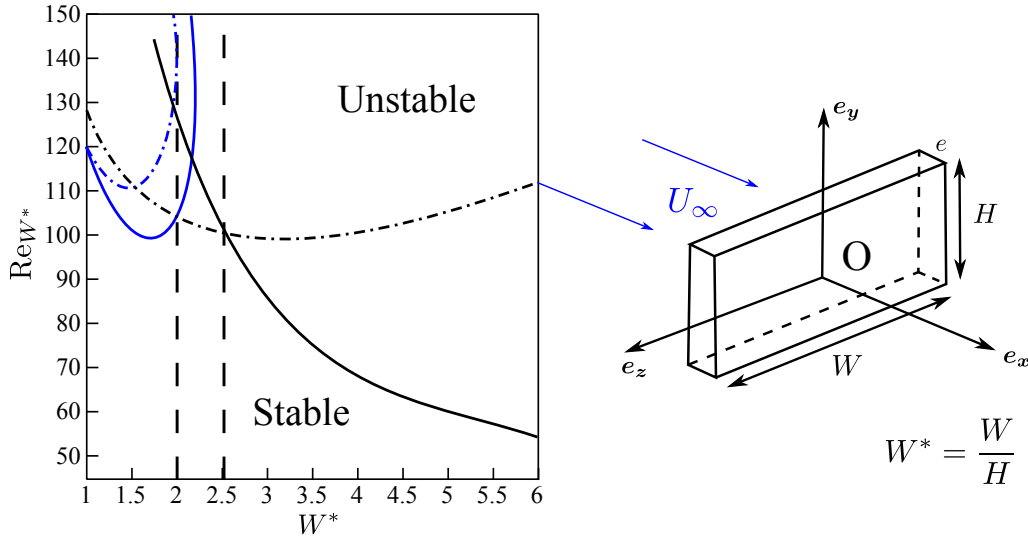 150
140
130
120
110
100
90
80
70
60
50
Re_{W*}
Unstable
Stable
1 1.5 2 2.5 3 3.5 4 4.5 5 5.5 6
W*
U_∞
e_y
e
H
O
W
e_z
e_x
W* = W/H